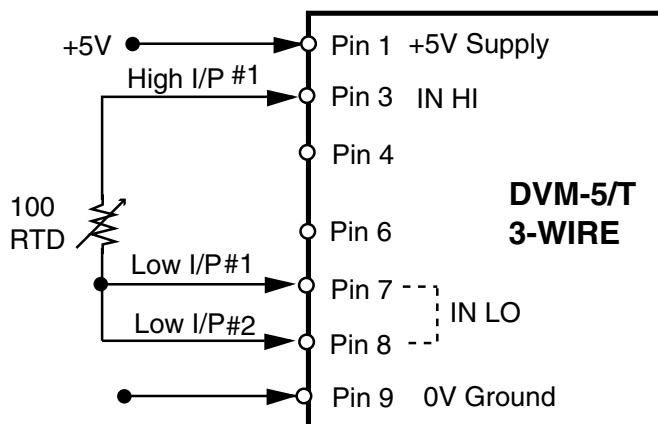 +5V
Pin 1 +5V Supply
High I/P #1
Pin 3 IN HI
Pin 4
100
RTD
DVM-5/T
3-WIRE
Pin 6
Low I/P#1
Pin 7
IN LO
Low I/P#2
Pin 8
Pin 9 0V Ground